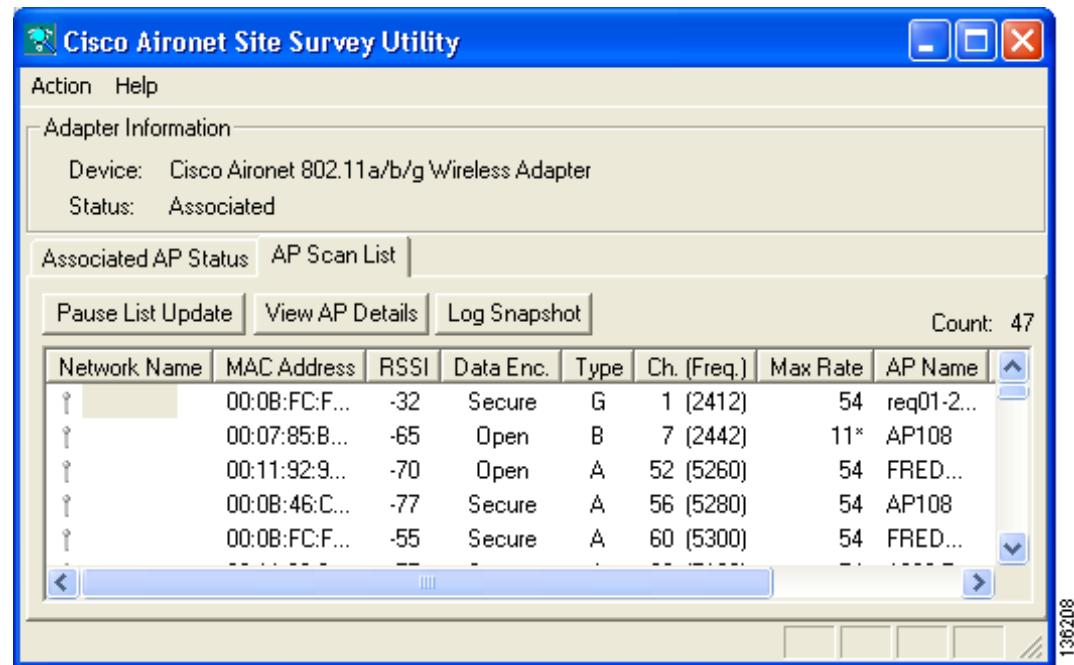 Cisco Aironet Site Survey Utility
Action Help
Adapter Information
Device: Cisco Aironet 802.11a/b/g Wireless Adapter
Status: Associated
Associated AP Status AP Scan List
Pause List Update View AP Details Log Snapshot Count: 47
Network Name MAC Address RSSI Data Enc. Type Ch. (Freq.) Max Rate AP Name
00:0B:FC:F... -32 Secure G 1 (2412) 54 req01-2...
00:07:85:B... -65 Open B 7 (2442) 11* AP108
00:11:92:9... -70 Open A 52 (5260) 54 FRED...
00:0B:46:C... -77 Secure A 56 (5280) 54 AP108
00:0B:FC:F... -55 Secure A 60 (5300) 54 FRED...
136208